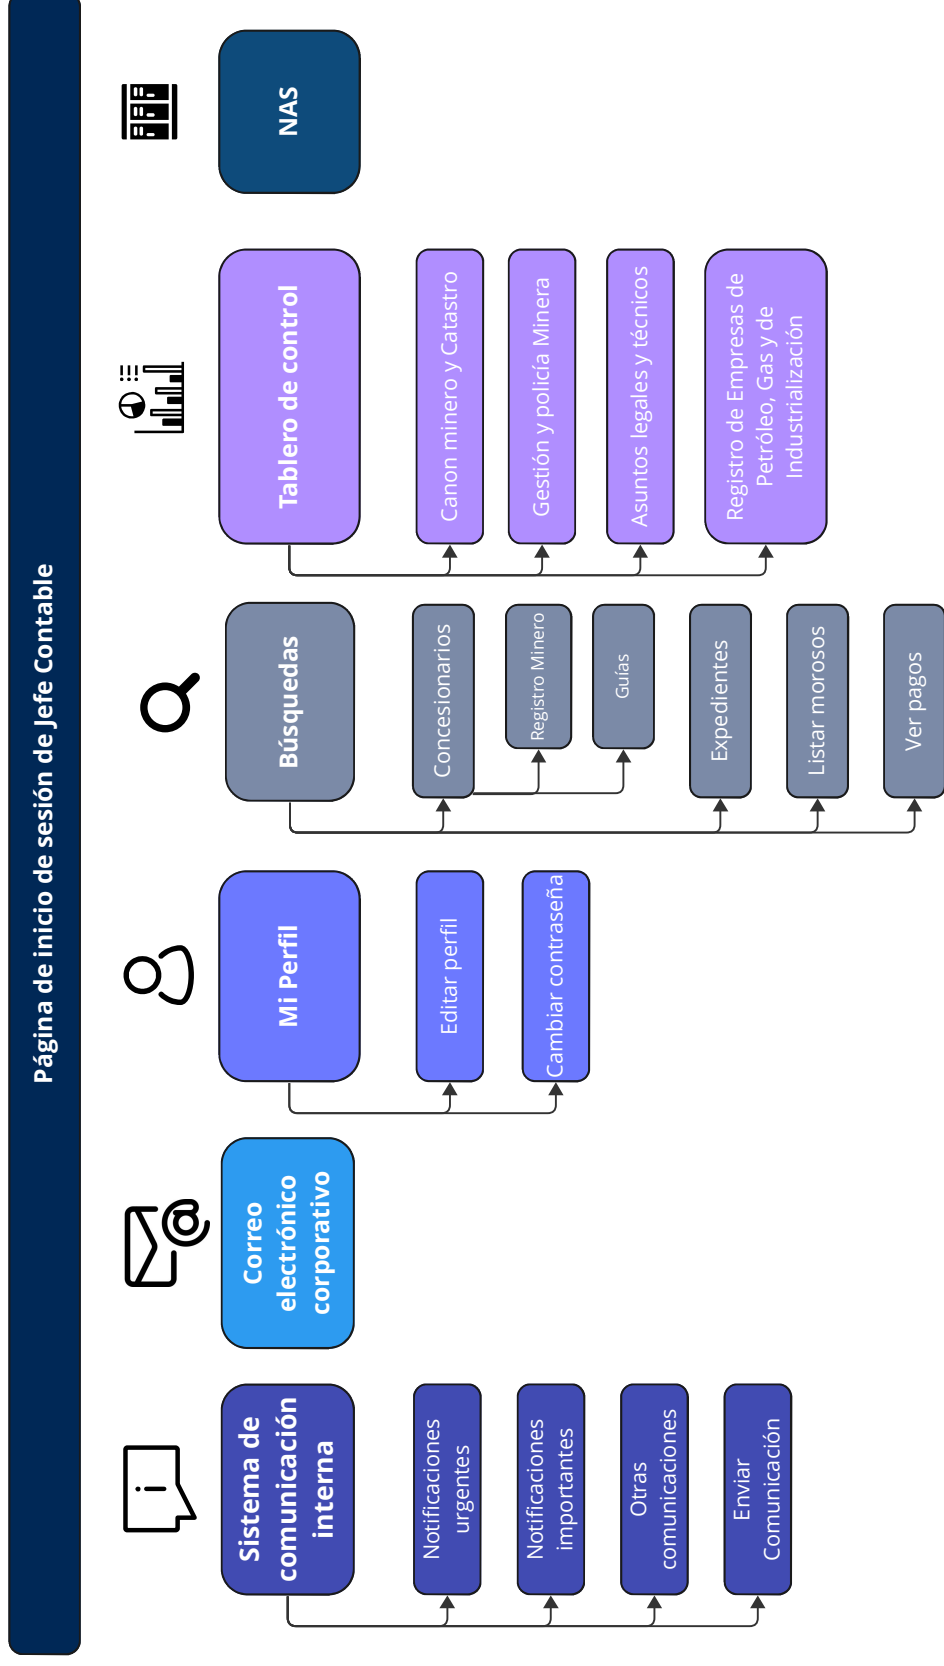 Página de inicio de sesión de Jefe Contable
Sistema de
comunicación
interna
Notificaciones
urgentes
Notificaciones
importantes
Otras
comunicaciones
Enviar
Comunicación
Correo
electrónico
corporativo
Mi Perfil
Editar perfil
Cambiar contraseña
Búsquedas
Concesionarios
Registro Minero
Guías
Expedientes
Listar morosos
Ver pagos
Tablero de control
Canon minero y Catastro
Gestión y policía Minera
Asuntos legales y técnicos
Registro de Empresas de
Petróleo, Gas y de
Industrialización
NAS